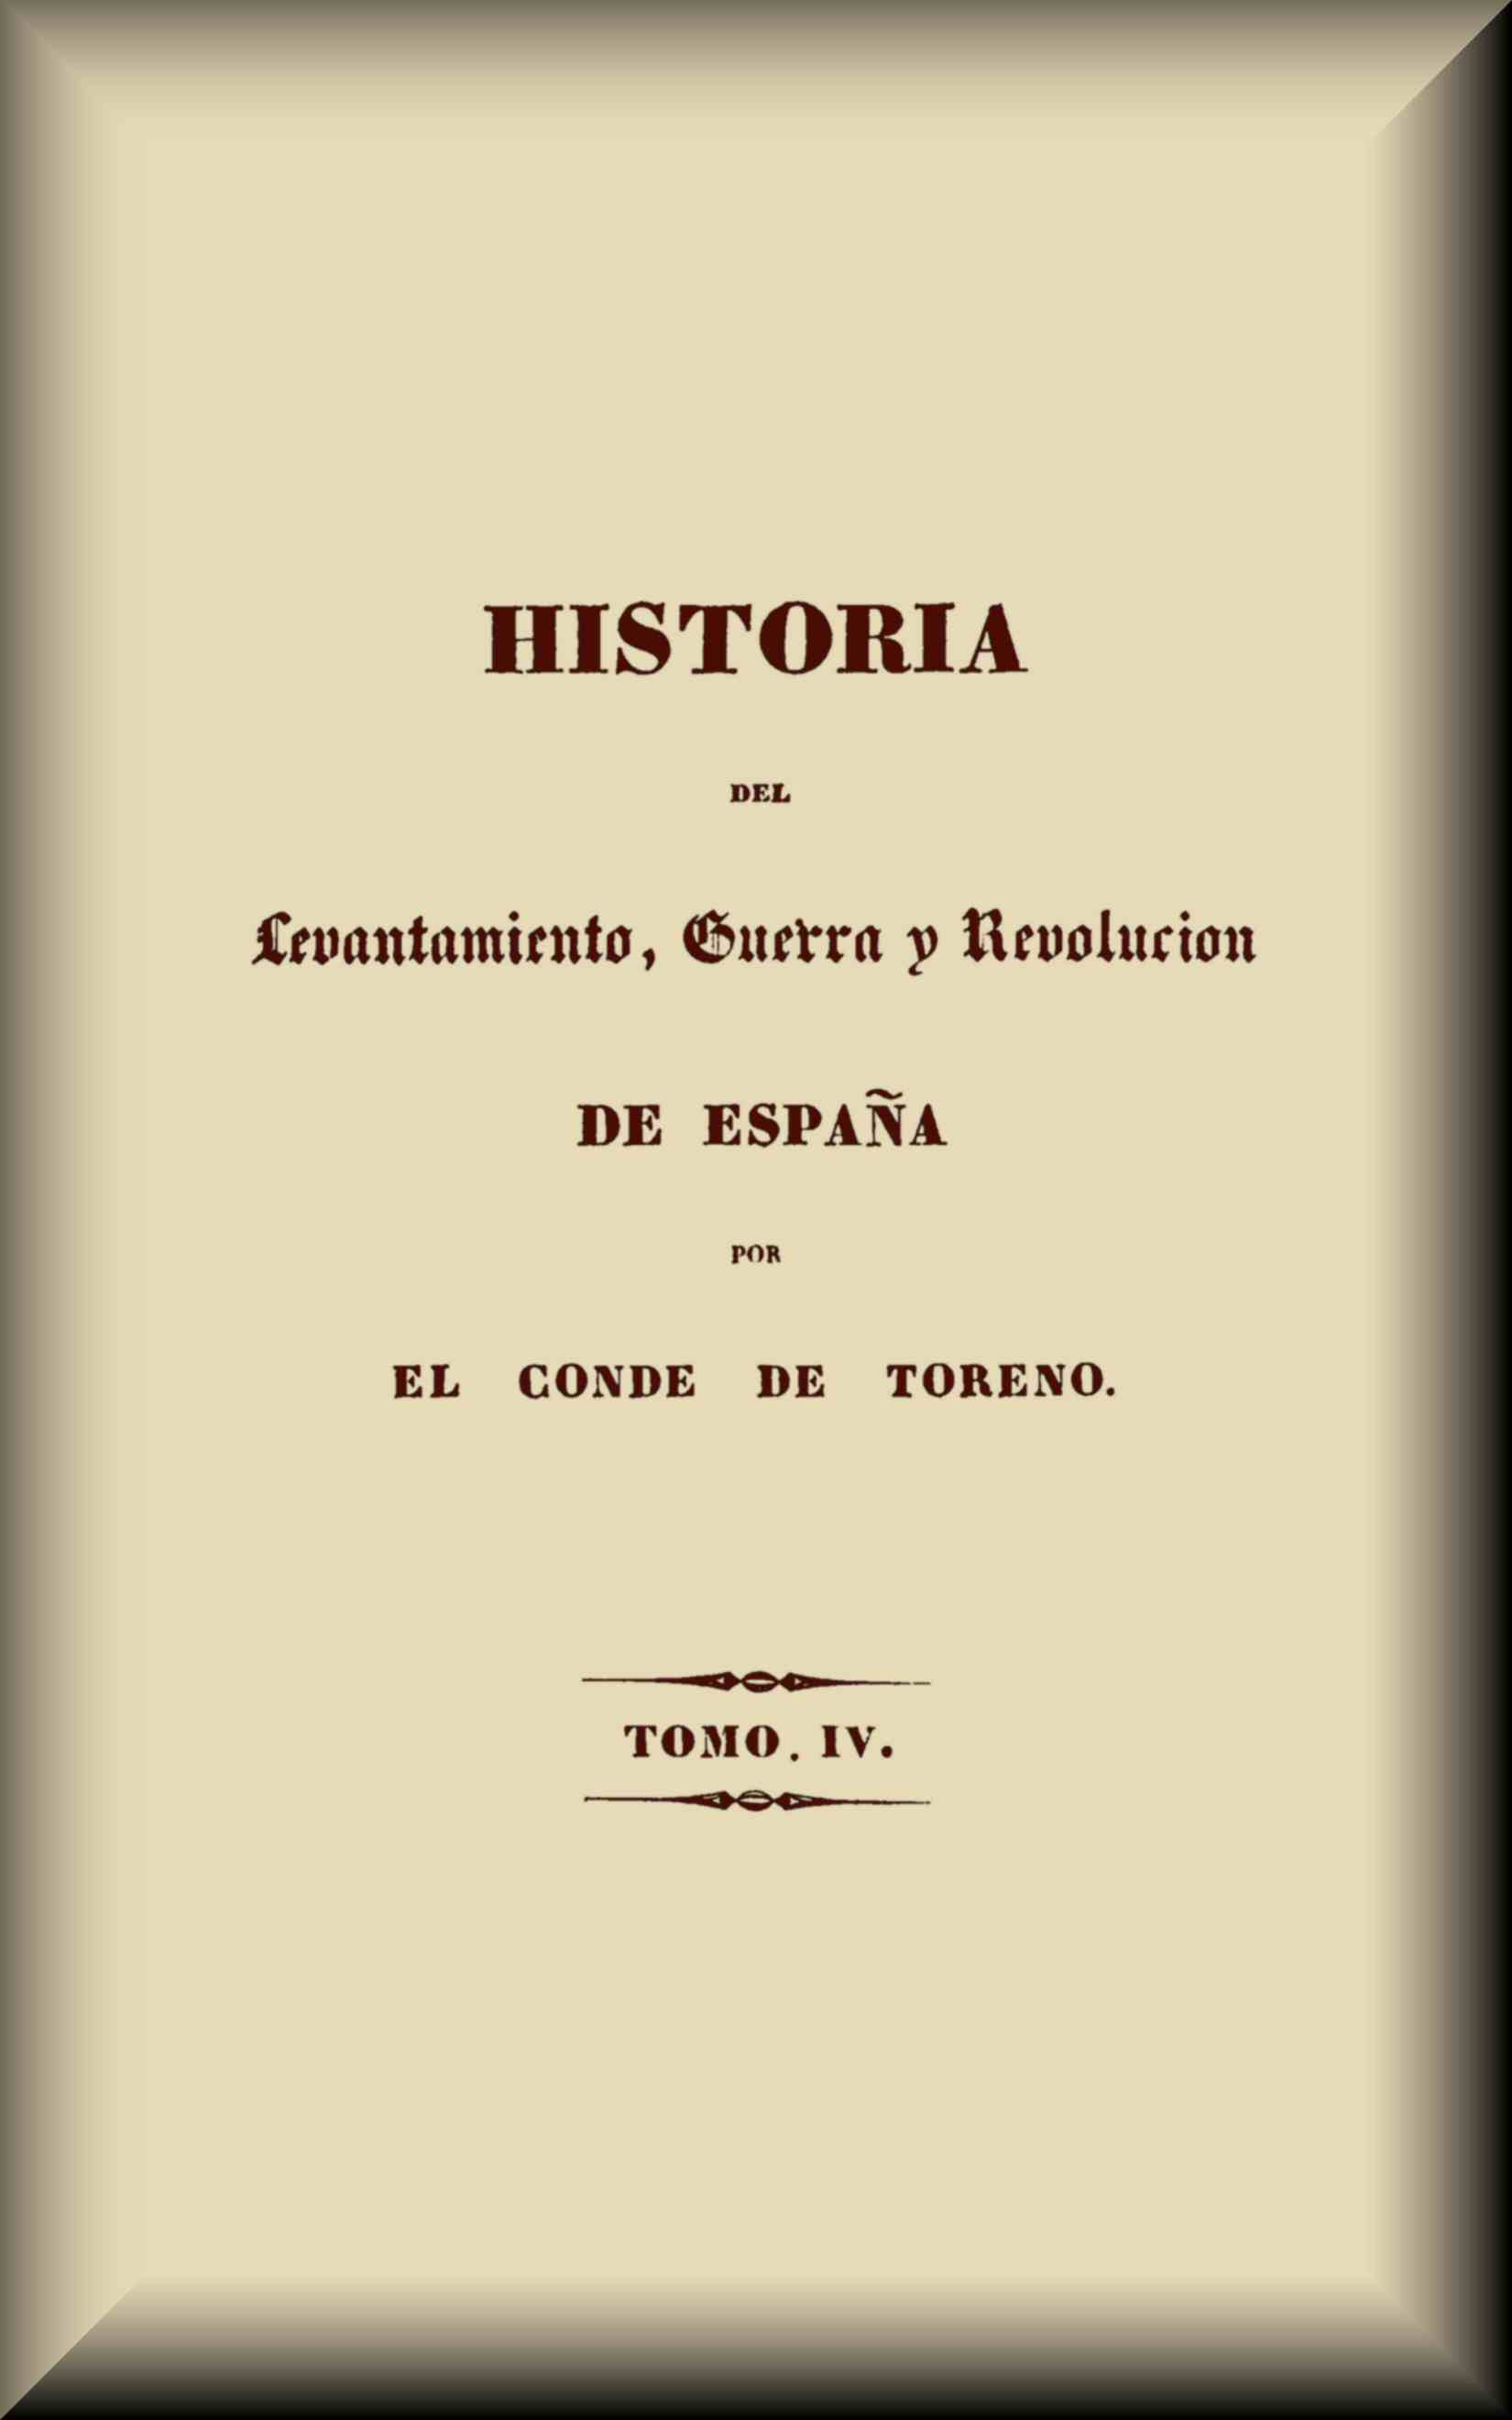 HISTORIA
DEL
Levantamiento, Guerra y Revolucion
DE ESPAÑA
POR
EL CONDE DE TORENO.
TOMO. IV.